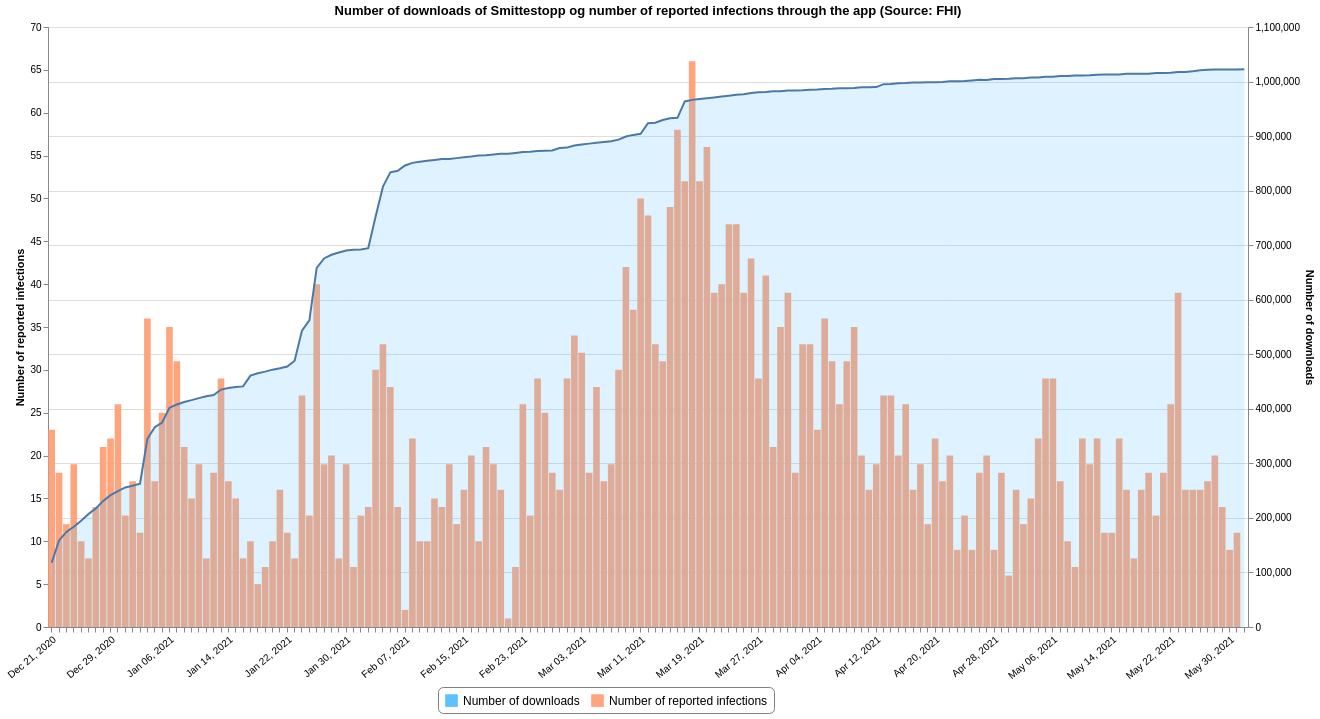 Number of downloads of Smittestopp og number of reported infections through the app (Source: FHI)
70
65
60
55
50
45
40
35
30
25
20
15
10
5
0
Number of reported infections
1,100,000
1,000,000
900,000
800,000
700,000
600,000
500,000
400,000
300,000
200,000
100,000
0
Number of downloads
Dec 21, 2020
Dec 29, 2020
Jan 06, 2021
Jan 14, 2021
Jan 22, 2021
Jan 30, 2021
Feb 07, 2021
Feb 15, 2021
Feb 23, 2021
Mar 03, 2021
Mar 11, 2021
Mar 19, 2021
Mar 27, 2021
Apr 04, 2021
Apr 12, 2021
Apr 20, 2021
Apr 28, 2021
May 06, 2021
May 14, 2021
May 22, 2021
May 30, 2021
Number of downloads
Number of reported infections